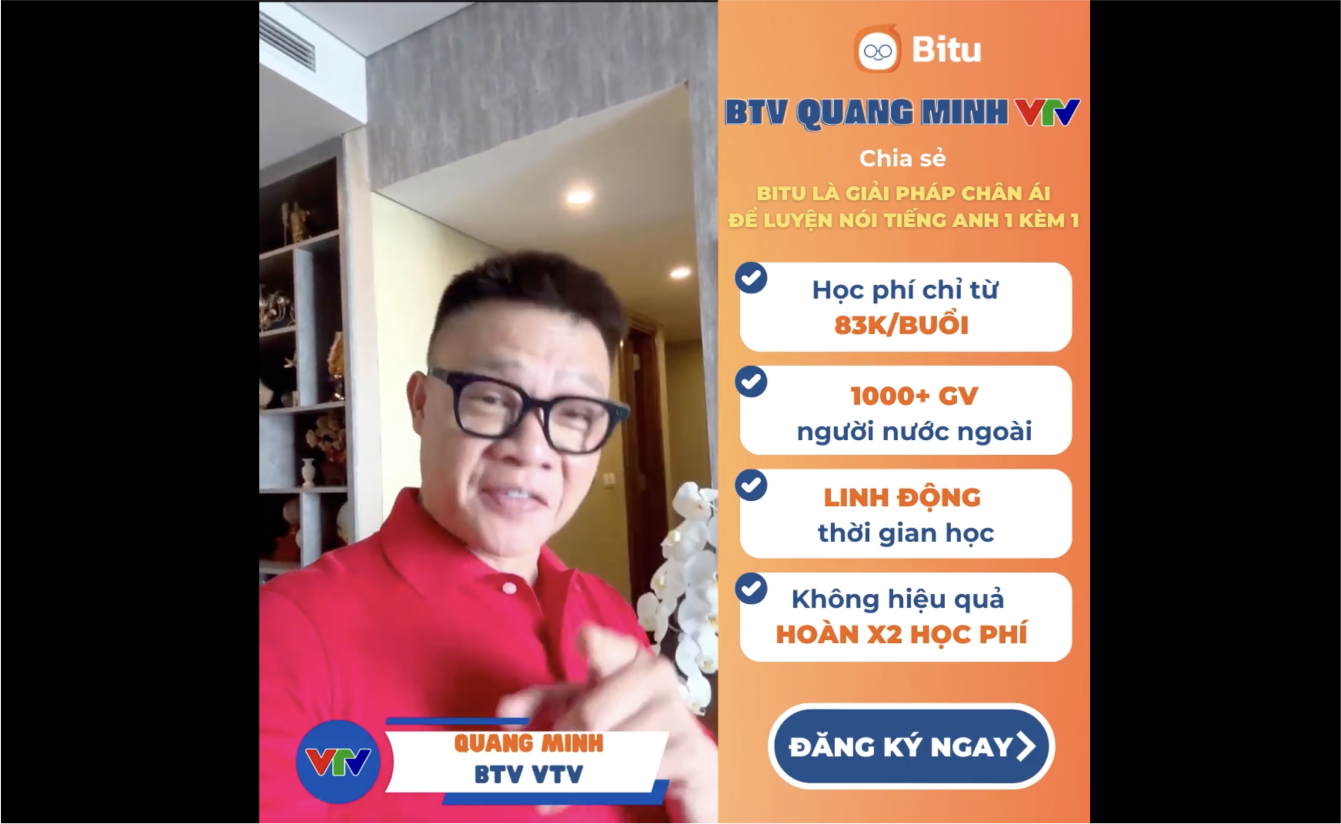 Bitu
BTV QUANG MINH VTV
Chia sẻ
BITU LÀ GIẢI PHÁP CHÂN ÁI
ĐỂ LUYỆN NÓI TIẾNG ANH 1 KÈM 1
Học phí chỉ từ
83K/BUỔI
1000+ GV
người nước ngoài
LINH ĐỘNG
thời gian học
Không hiệu quả
HOÀN X2 HỌC PHÍ
ĐĂNG KÝ NGAY
VTV
QUANG MINH
BTV VTV